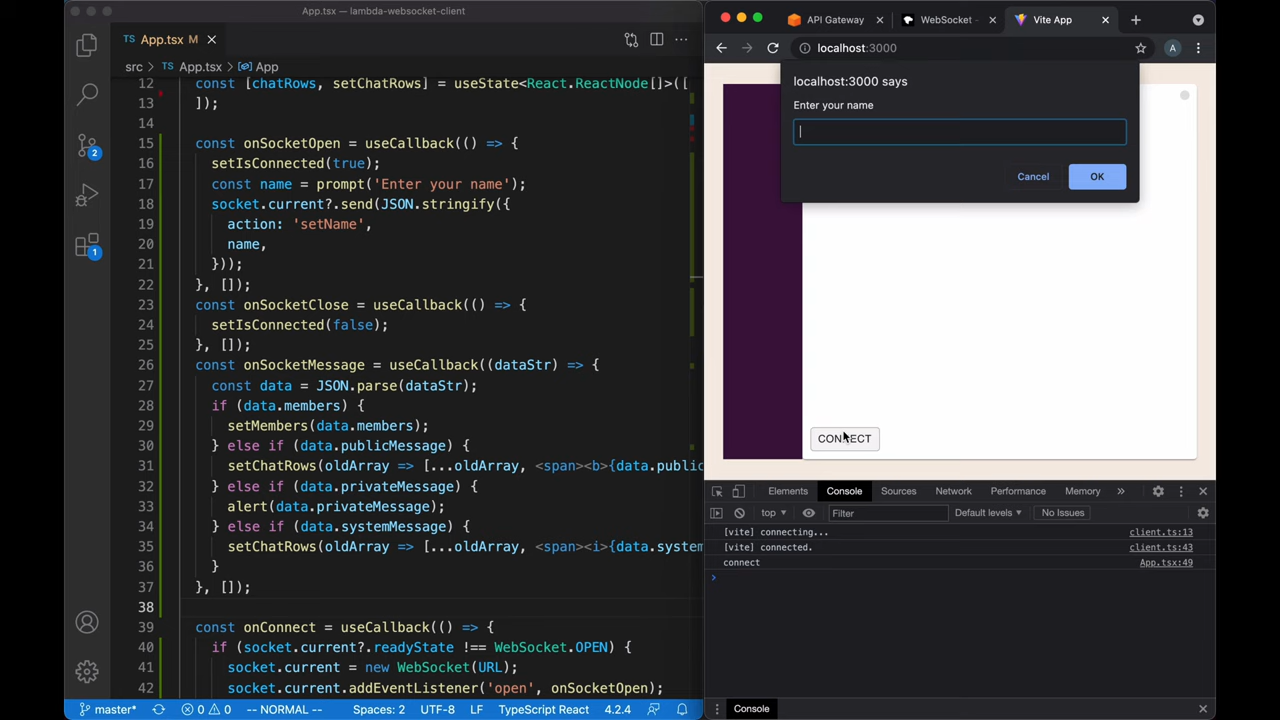 App.tsx — lambda-websocket-client
TS App.tsx M
src > TS App.tsx > App
12 const [chatRows, setChatRows] = useState<React.ReactNode[]>([
13 ]);
14
15 const onSocketOpen = useCallback(() => {
16 setIsConnected(true);
17 const name = prompt('Enter your name');
18 socket.current?.send(JSON.stringify({
19 action: 'setName',
20 name,
21 }));
22 }, []);
23 const onSocketClose = useCallback(() => {
24 setIsConnected(false);
25 }, []);
26 const onSocketMessage = useCallback((dataStr) => {
27 const data = JSON.parse(dataStr);
28 if (data.members) {
29 setMembers(data.members);
30 } else if (data.publicMessage) {
31 setChatRows(oldArray => [...oldArray, <span><b>{data.public
32 } else if (data.privateMessage) {
33 alert(data.privateMessage);
34 } else if (data.systemMessage) {
35 setChatRows(oldArray => [...oldArray, <span><i>{data.system
36 }
37 }, []);
38
39 const onConnect = useCallback(() => {
40 if (socket.current?.readyState !== WebSocket.OPEN) {
41 socket.current = new WebSocket(URL);
42 socket.current.addEventListener('open', onSocketOpen);
2
1
master* 0 0 -- NORMAL -- Spaces: 2 UTF-8 LF TypeScript React 4.2.4
API Gateway
WebSocket -
Vite App
localhost:3000
A
localhost:3000 says
Enter your name
Cancel
OK
CONNECT
Elements Console Sources Network Performance Memory »
top Filter Default levels No Issues
[vite] connecting... client.ts:13
[vite] connected. client.ts:43
connect App.tsx:49
Console